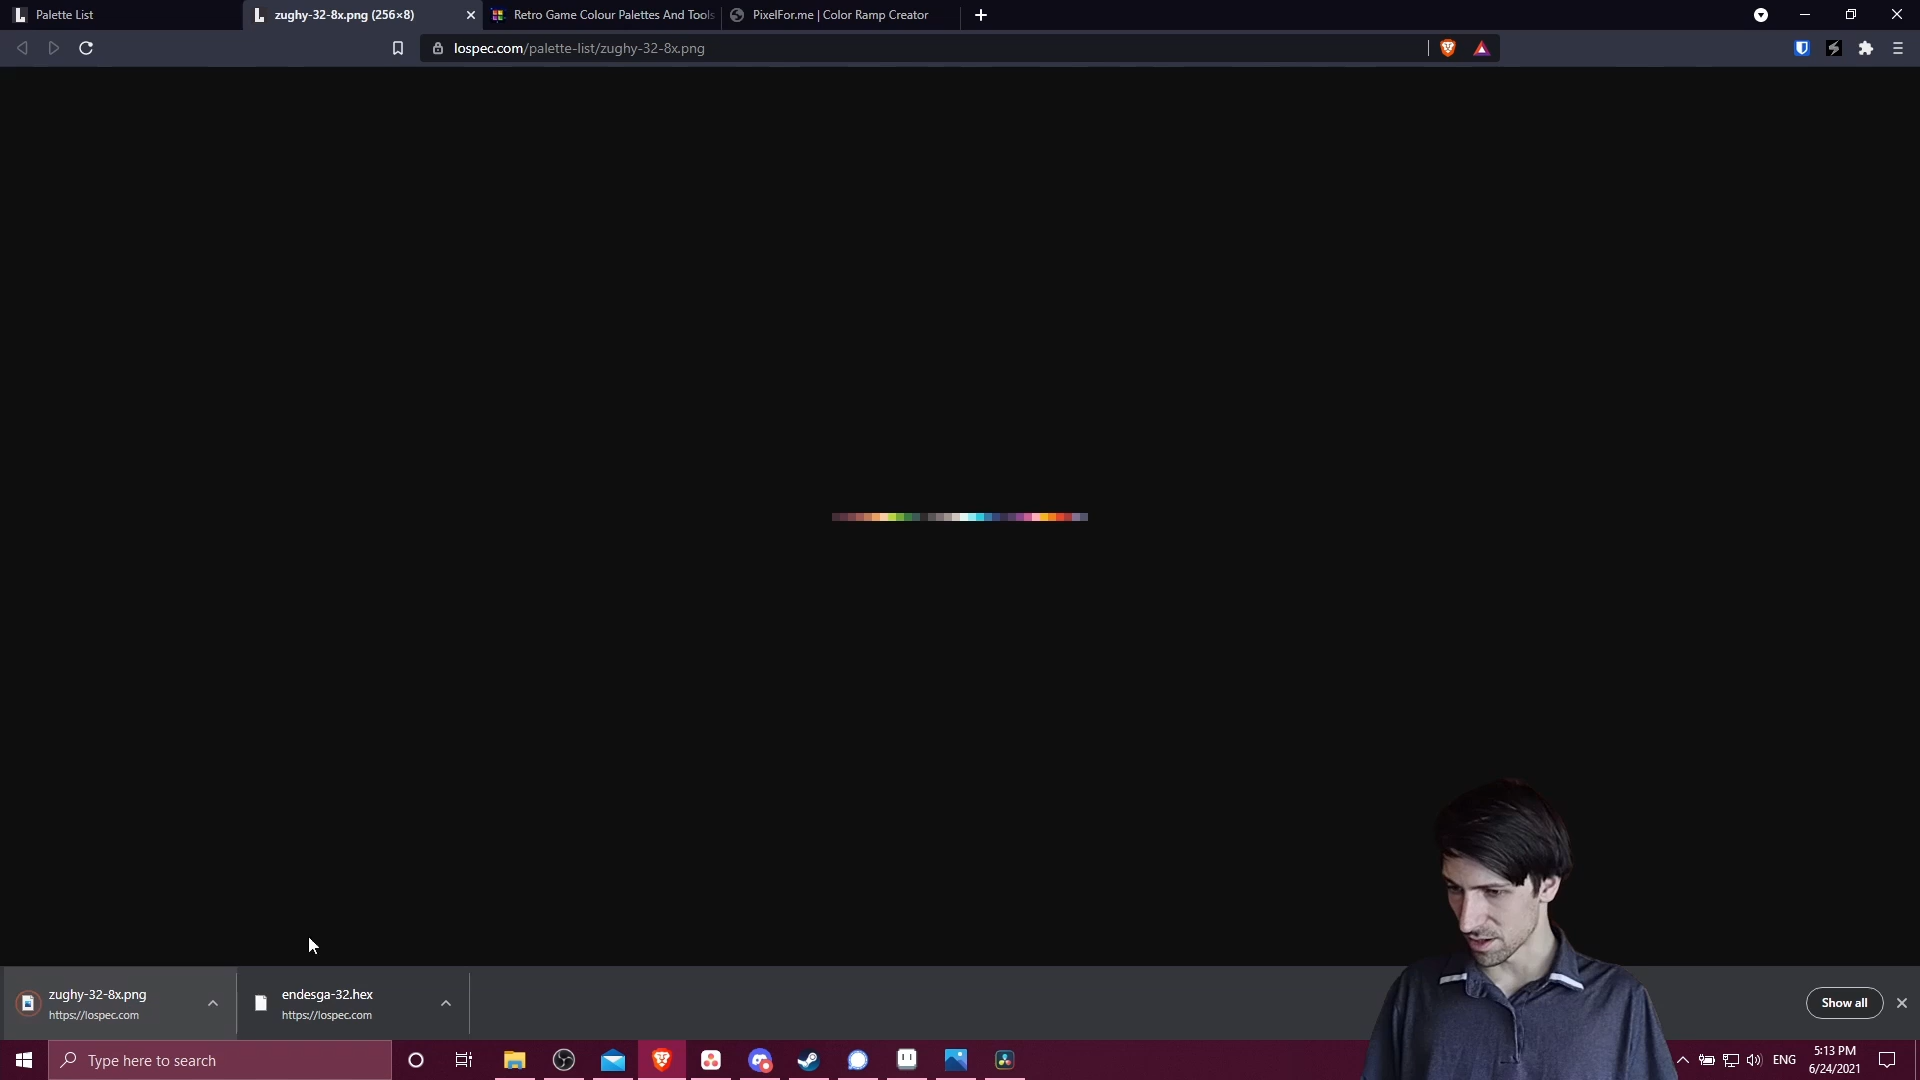 Palette List
zughy-32-8x.png (256×8)
Retro Game Colour Palettes And Tools
PixelFor.me | Color Ramp Creator
lospec.com/palette-list/zughy-32-8x.png
zughy-32-8x.png
https://lospec.com
endesga-32.hex
https://lospec.com
Show all
Type here to search
ENG
5:13 PM
6/24/2021